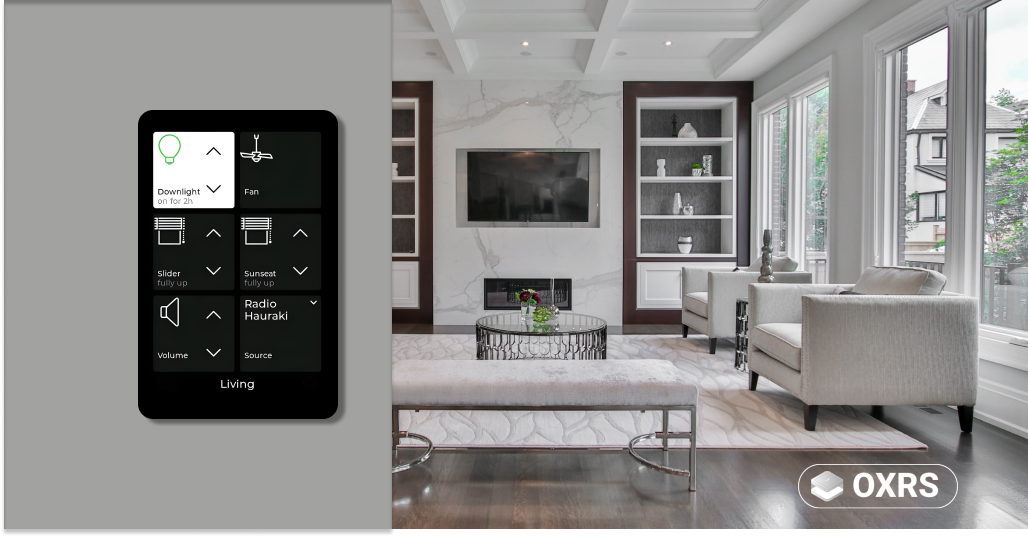 Downlight
on for 2h
Fan
Slider
fully up
Sunseat
fully up
Volume
Radio
Hauraki
Source
Living
OXRS